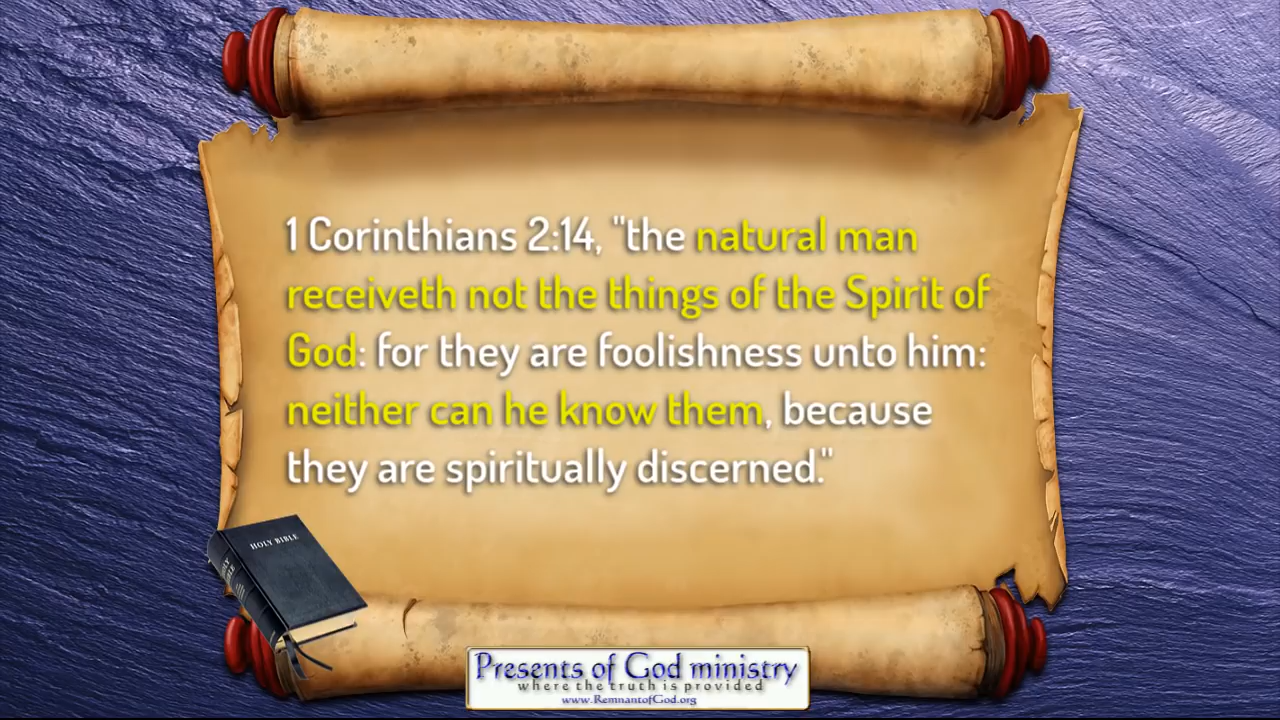 1 Corinthians 2:14, "the natural man
receiveth not the things of the Spirit of
God: for they are foolishness unto him:
neither can he know them, because
they are spiritually discerned."
HOLY BIBLE
HOLY BIBLE
Presents of God ministry
where the truth is provided
www.RemnantofGod.org